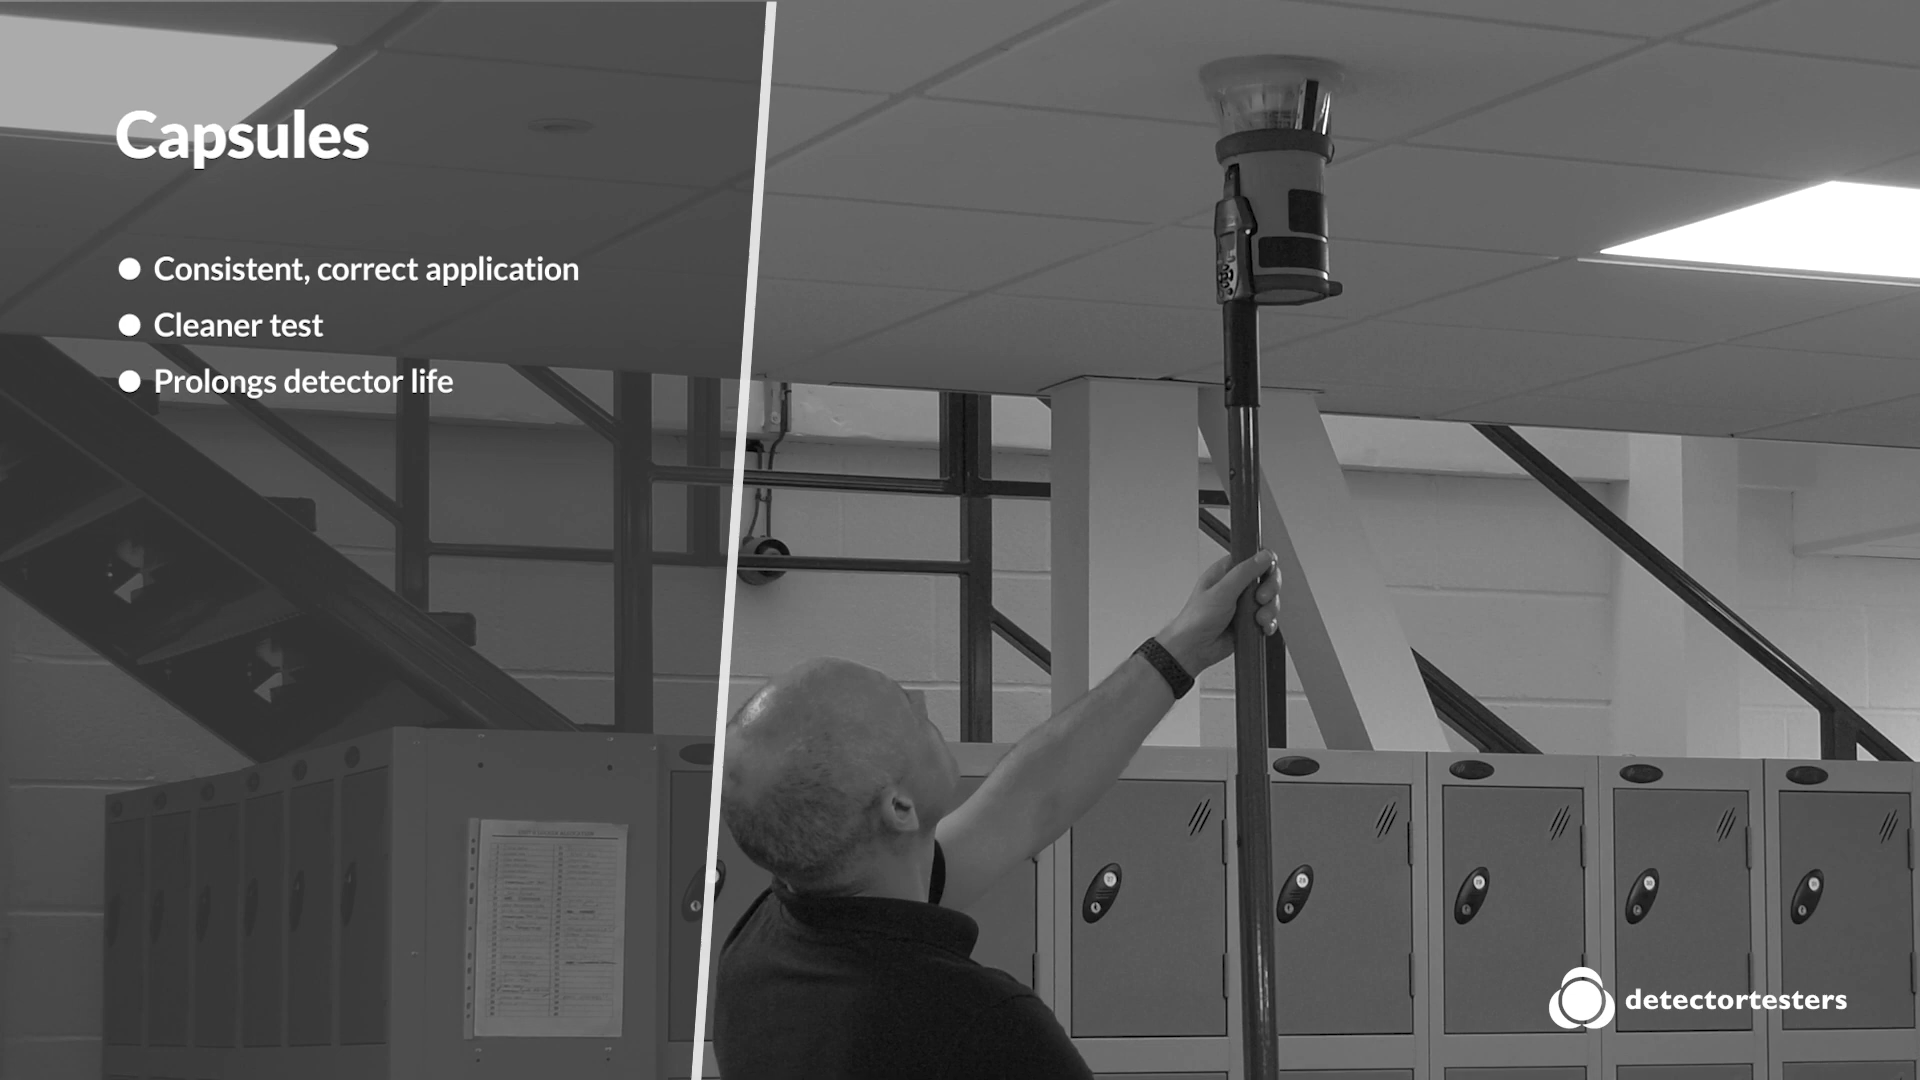 Capsules
Consistent, correct application
Cleaner test
Prolongs detector life
detectortesters